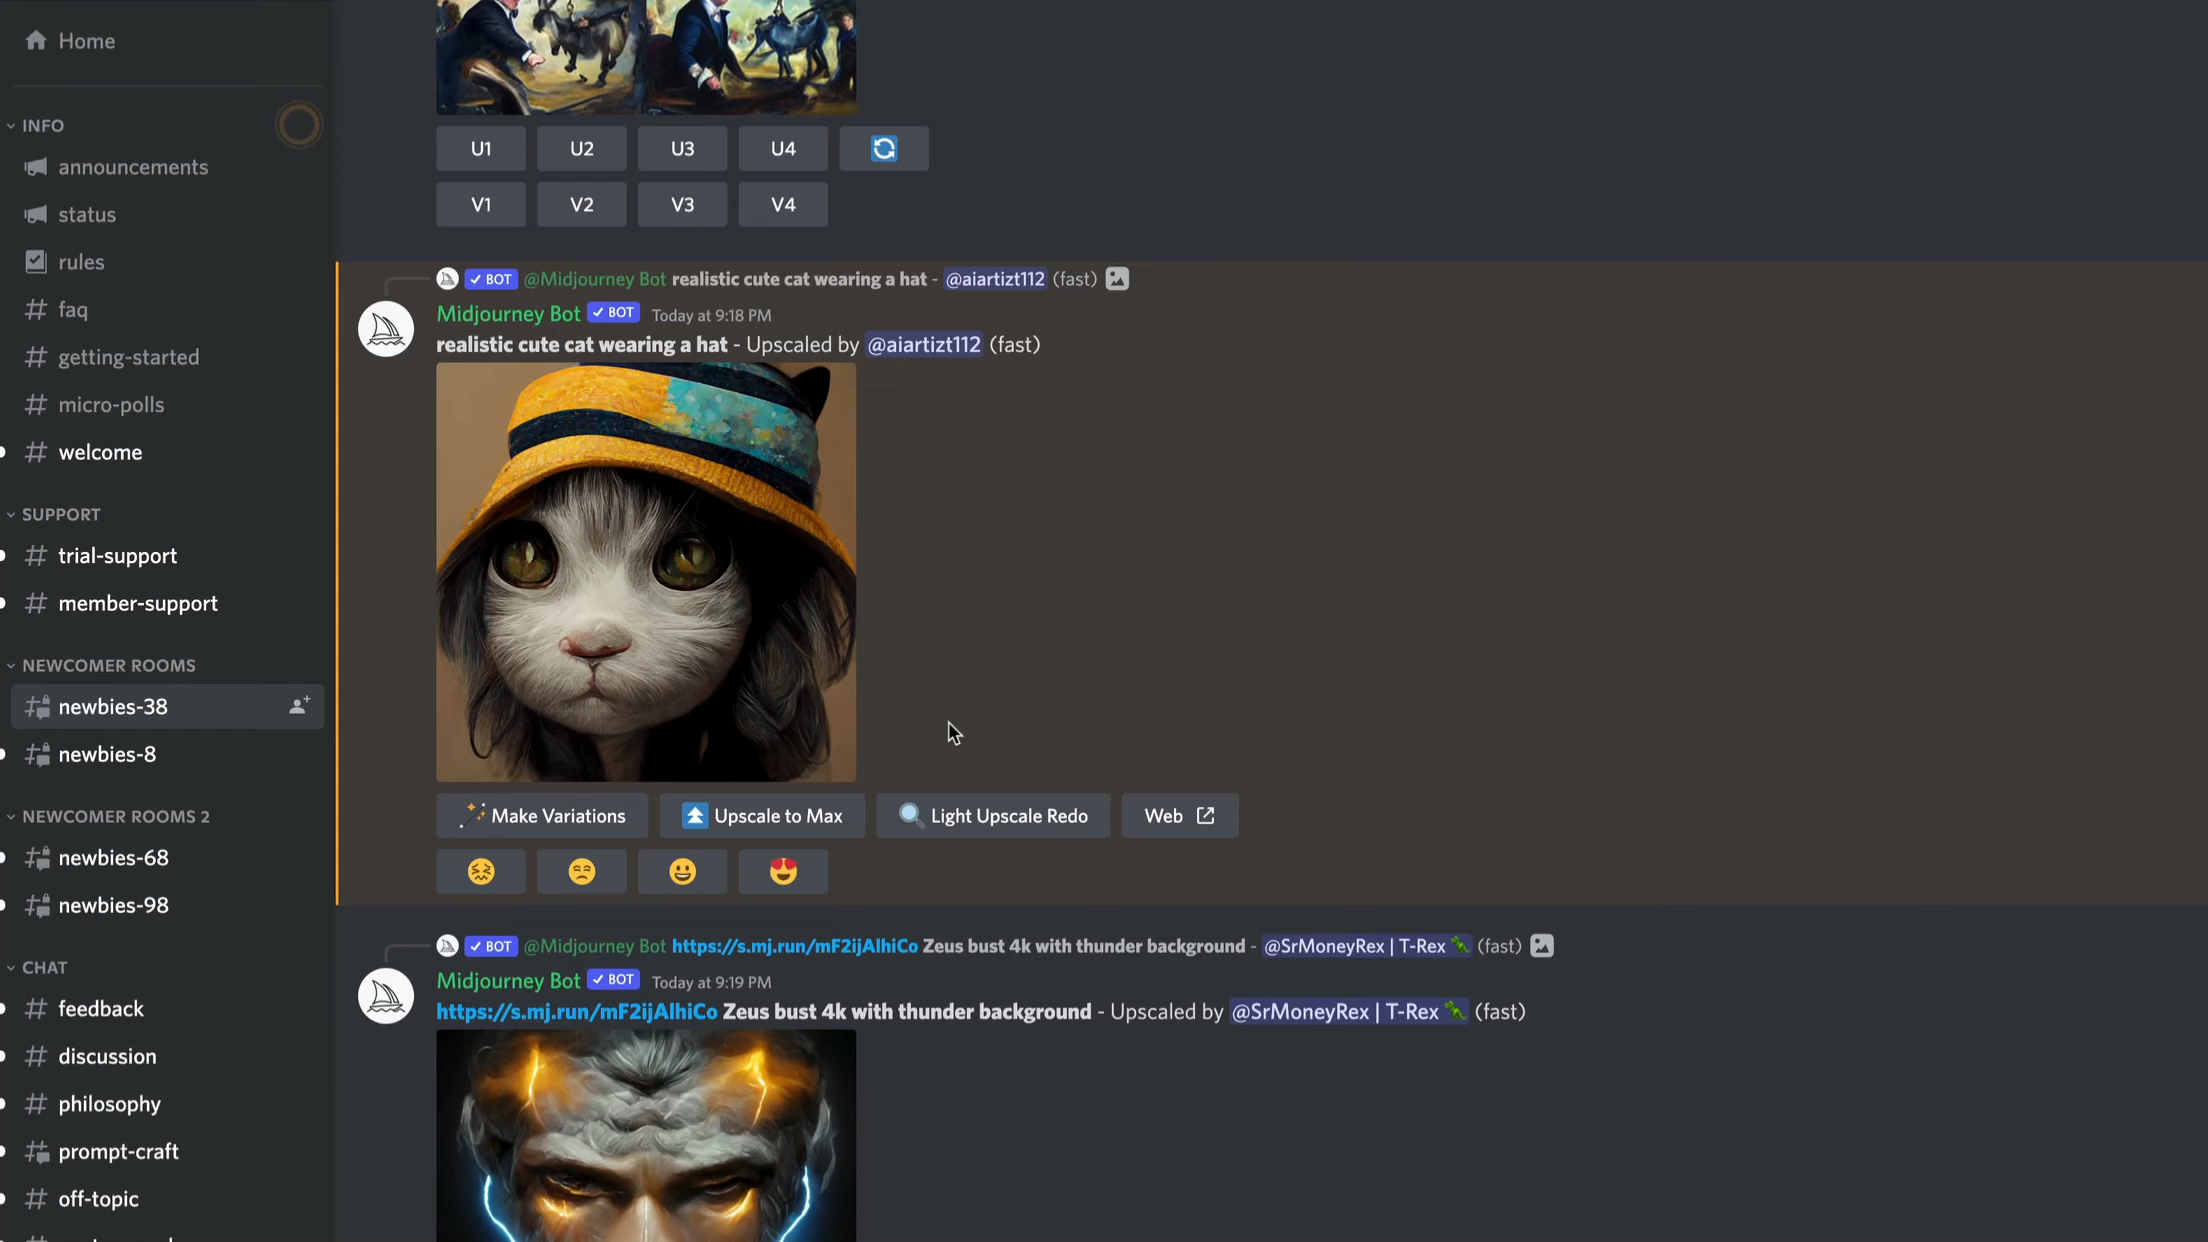 Home
INFO
announcements
status
rules
faq
getting-started
micro-polls
welcome
SUPPORT
trial-support
member-support
NEWCOMER ROOMS
newbies-38
newbies-8
NEWCOMER ROOMS 2
newbies-68
newbies-98
CHAT
feedback
discussion
philosophy
prompt-craft
off-topic
U1 U2 U3 U4
V1 V2 V3 V4
BOT @Midjourney Bot realistic cute cat wearing a hat - @aiartizt112 (fast)
Midjourney Bot BOT Today at 9:18 PM
realistic cute cat wearing a hat - Upscaled by @aiartizt112 (fast)
Make Variations Upscale to Max Light Upscale Redo Web
BOT @Midjourney Bot https://s.mj.run/mF2ijAlhiCo Zeus bust 4k with thunder background - @SrMoneyRex | T-Rex 🦎 (fast)
Midjourney Bot BOT Today at 9:19 PM
https://s.mj.run/mF2ijAlhiCo Zeus bust 4k with thunder background - Upscaled by @SrMoneyRex | T-Rex 🦎 (fast)